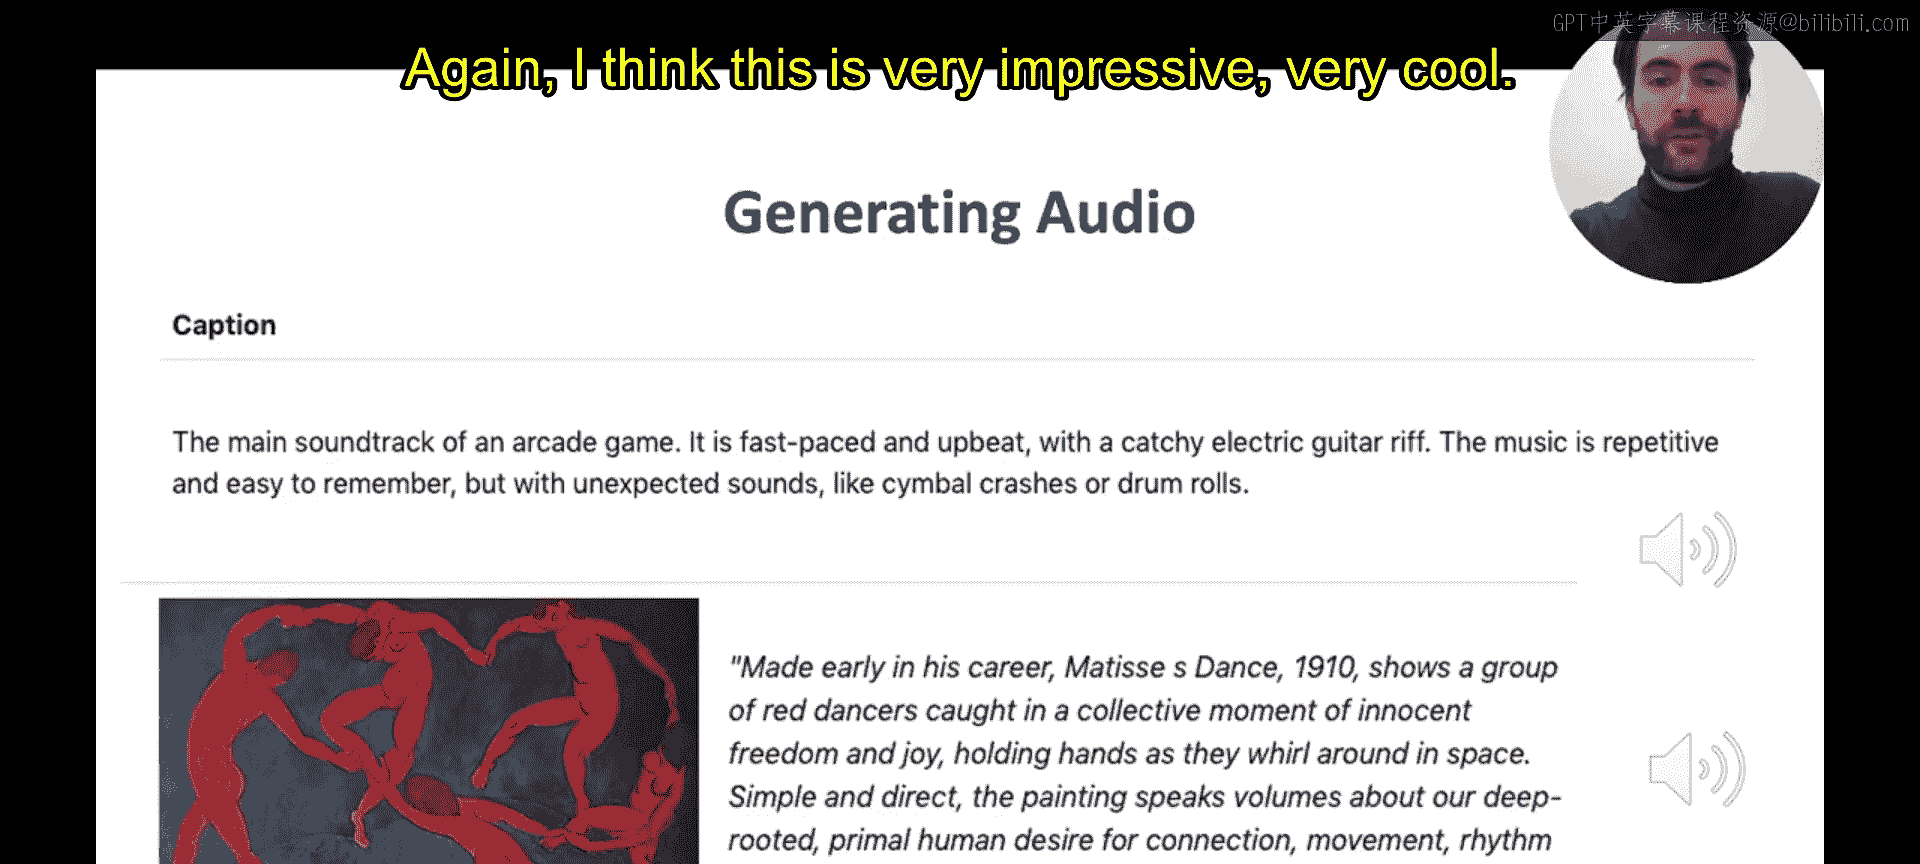 GPT中英字幕课程资源@bilibili.com
Again, I think this is very impressive, very cool.
Generating Audio
Caption
The main soundtrack of an arcade game. It is fast-paced and upbeat, with a catchy electric guitar riff. The music is repetitive
and easy to remember, but with unexpected sounds, like cymbal crashes or drum rolls.
"Made early in his career, Matisse s Dance, 1910, shows a group
of red dancers caught in a collective moment of innocent
freedom and joy, holding hands as they whirl around in space.
Simple and direct, the painting speaks volumes about our deep-
rooted, primal human desire for connection, movement, rhythm